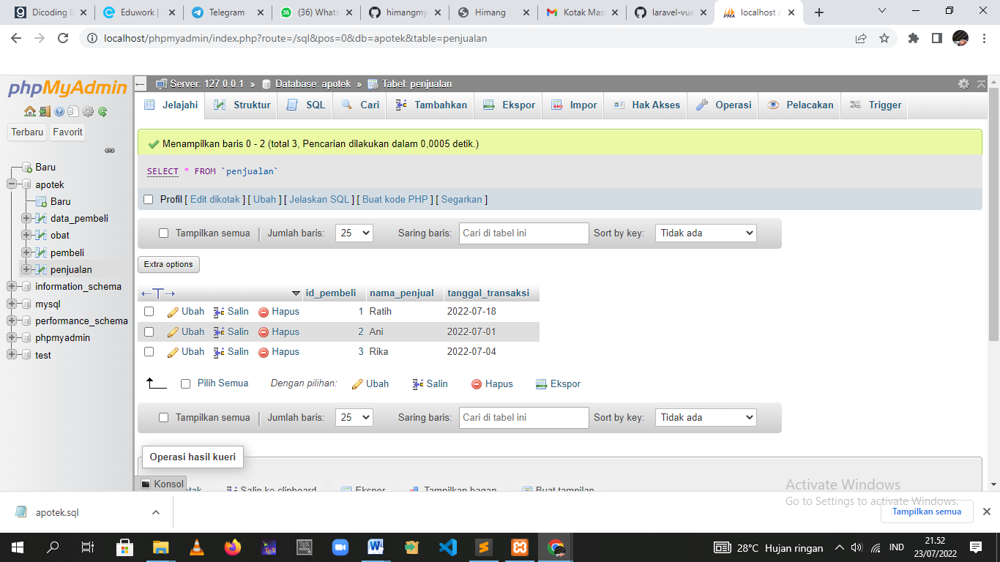 Dicoding In
Eduwork |
Telegram
(36) Whats
himangmy
Himang
Kotak Mas
laravel-vue
localhost /
localhost/phpmyadmin/index.php?route=/sql&pos=0&db=apotek&table=penjualan
phpMyAdmin
Terbaru Favorit
Baru
apotek
Baru
data_pembeli
obat
pembeli
penjualan
information_schema
mysql
performance_schema
phpmyadmin
test
Server: 127.0.0.1 » Database: apotek » Tabel: penjualan
Jelajahi Struktur SQL Cari Tambahkan Ekspor Impor Hak Akses Operasi Pelacakan Trigger
Menampilkan baris 0 - 2 (total 3, Pencarian dilakukan dalam 0,0005 detik.)
SELECT * FROM `penjualan`
Profil [ Edit dikotak ] [ Ubah ] [ Jelaskan SQL ] [ Buat kode PHP ] [ Segarkan ]
Tampilkan semua | Jumlah baris: 25 Saring baris: Cari di tabel ini Sort by key: Tidak ada
Extra options
id_pembeli nama_penjual tanggal_transaksi
Ubah Salin Hapus 1 Ratih 2022-07-18
Ubah Salin Hapus 2 Ani 2022-07-01
Ubah Salin Hapus 3 Rika 2022-07-04
Pilih Semua Dengan pilihan: Ubah Salin Hapus Ekspor
Tampilkan semua | Jumlah baris: 25 Saring baris: Cari di tabel ini Sort by key: Tidak ada
Operasi hasil kueri
Konsol
Salin ke clipboard Ekspor Tampilkan bagan Buat tampilan
Activate Windows
Go to Settings to activate Windows.
apotek.sql
Tampilkan semua
28°C Hujan ringan
IND
21.52
23/07/2022